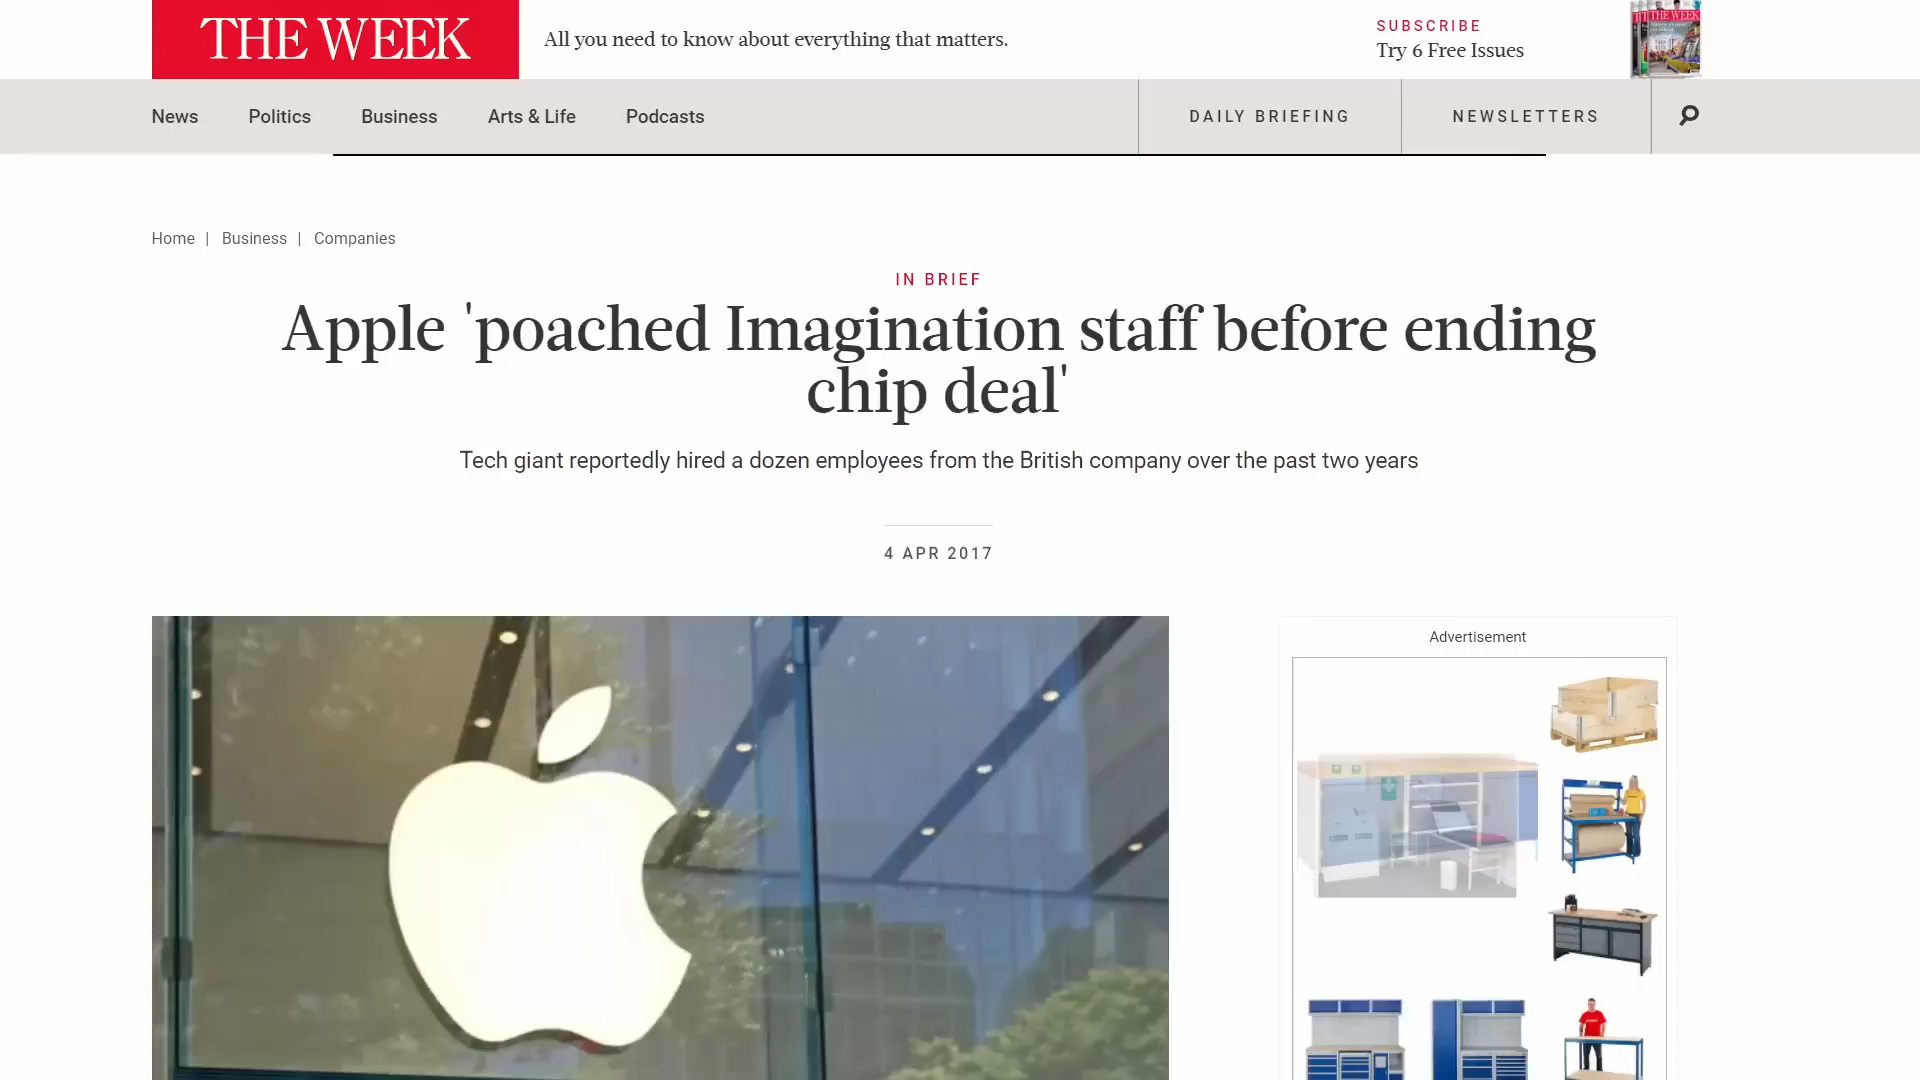 THE WEEK
All you need to know about everything that matters.
SUBSCRIBE
Try 6 Free Issues
THE WEEK
News
Politics
Business
Arts & Life
Podcasts
DAILY BRIEFING
NEWSLETTERS
Home | Business | Companies
IN BRIEF
Apple 'poached Imagination staff before ending
chip deal'
Tech giant reportedly hired a dozen employees from the British company over the past two years
4 APR 2017
Advertisement